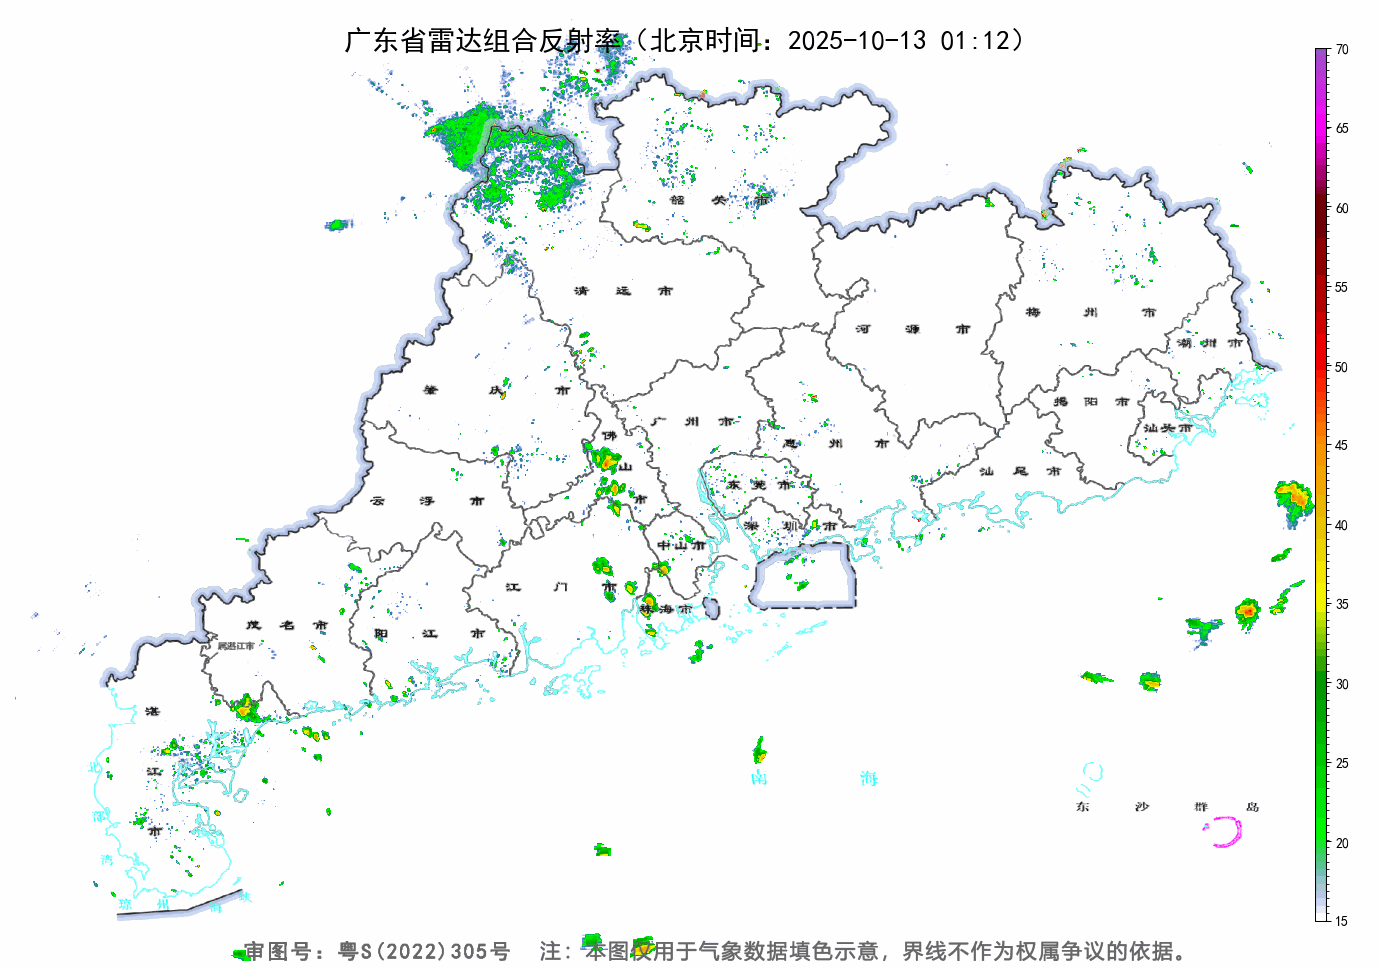 广东省雷达组合反射率（北京时间：2025-10-13 01:12）
70
65
60
55
50
45
40
35
30
25
20
15
韶 关 市
清 远 市
河 源 市
梅 州 市
潮 州 市
肇 庆 市
广 州 市
佛 山 市
惠 州 市
揭 阳 市
汕头市
汕 尾 市
云 浮 市
东 莞 市
深 圳 市
中山市
江 门 市
珠海市
茂 名 市
属湛江市
阳 江 市
湛 江 市
北 部 湾
琼 州 海 峡
南 海
东 沙 群 岛
审图号：粤S(2022)305号 注：本图仅用于气象数据填色示意，界线不作为权属争议的依据。